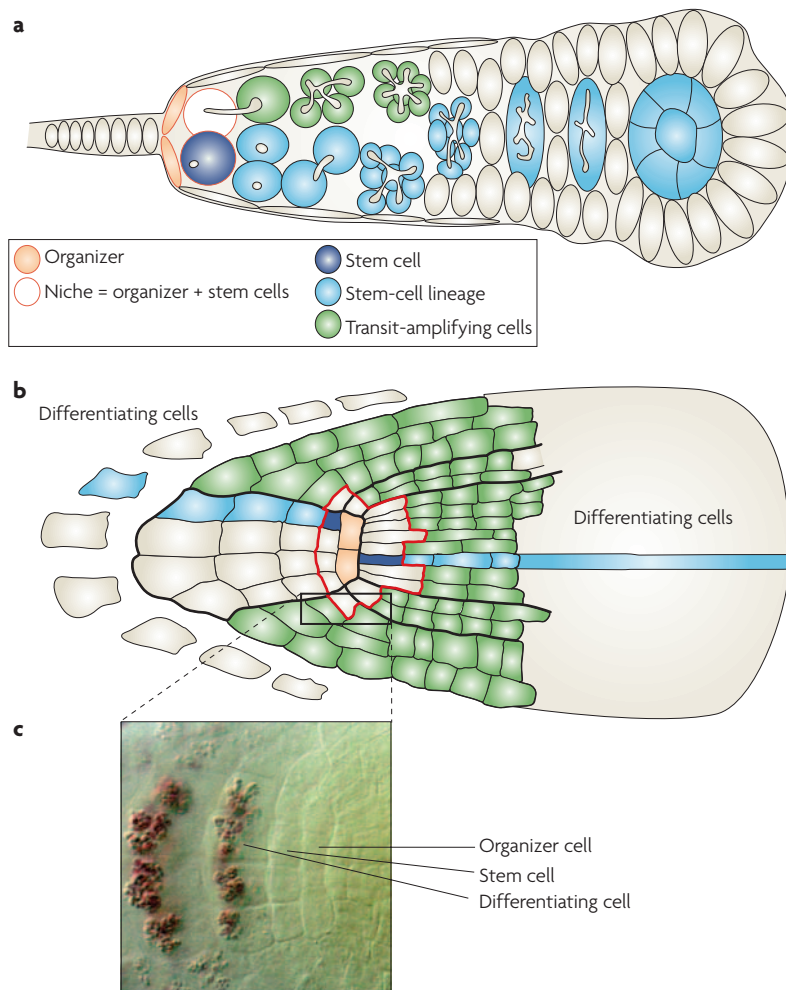 a
Organizer
Niche = organizer + stem cells
Stem cell
Stem-cell lineage
Transit-amplifying cells
b
Differentiating cells
Differentiating cells
c
Organizer cell
Stem cell
Differentiating cell